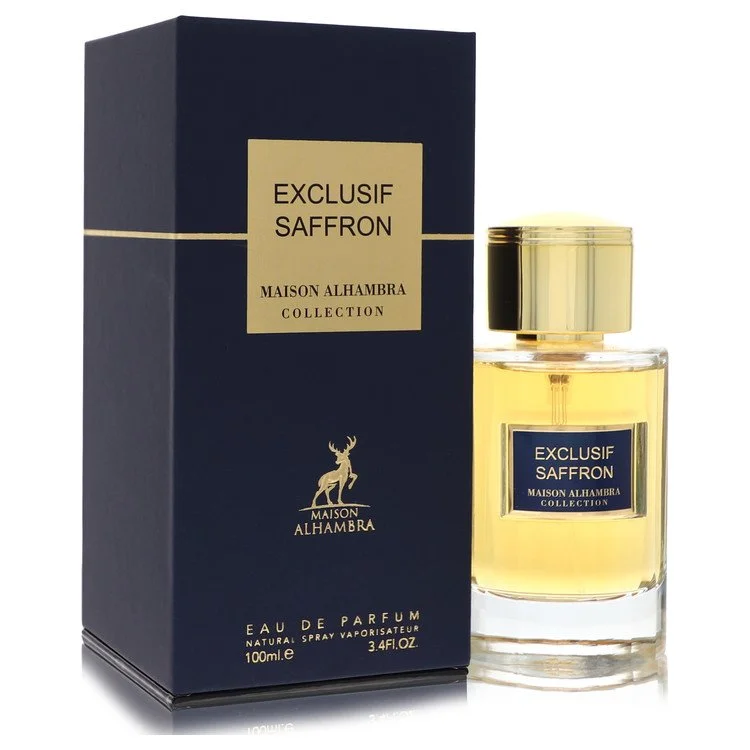 EXCLUSIF
SAFFRON
MAISON ALHAMBRA
COLLECTION
MAISON
ALHAMBRA
EAU DE PARFUM
NATURAL SPRAY VAPORISATEUR
100ml.e 3.4Fl.OZ.
EXCLUSIF
SAFFRON
MAISON ALHAMBRA
COLLECTION